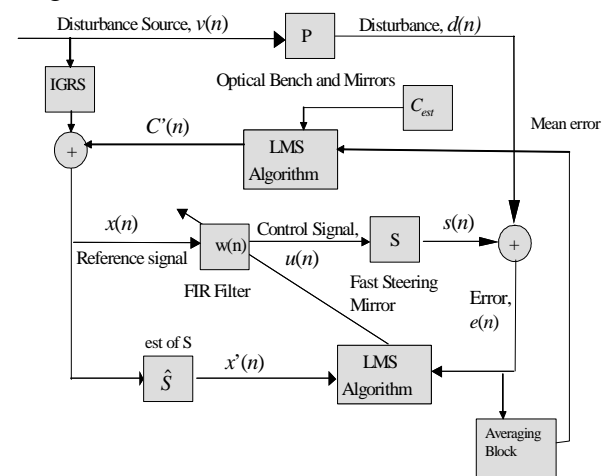 Disturbance Source, v(n)
P
Disturbance, d(n)
IGRS
Optical Bench and Mirrors
C_est
C'(n)
LMS
Algorithm
Mean error
+
x(n)
Reference signal
w(n)
Control Signal,
u(n)
S
s(n)
+
FIR Filter
Fast Steering
Mirror
Error,
e(n)
est of S
Ŝ
x'(n)
LMS
Algorithm
Averaging
Block